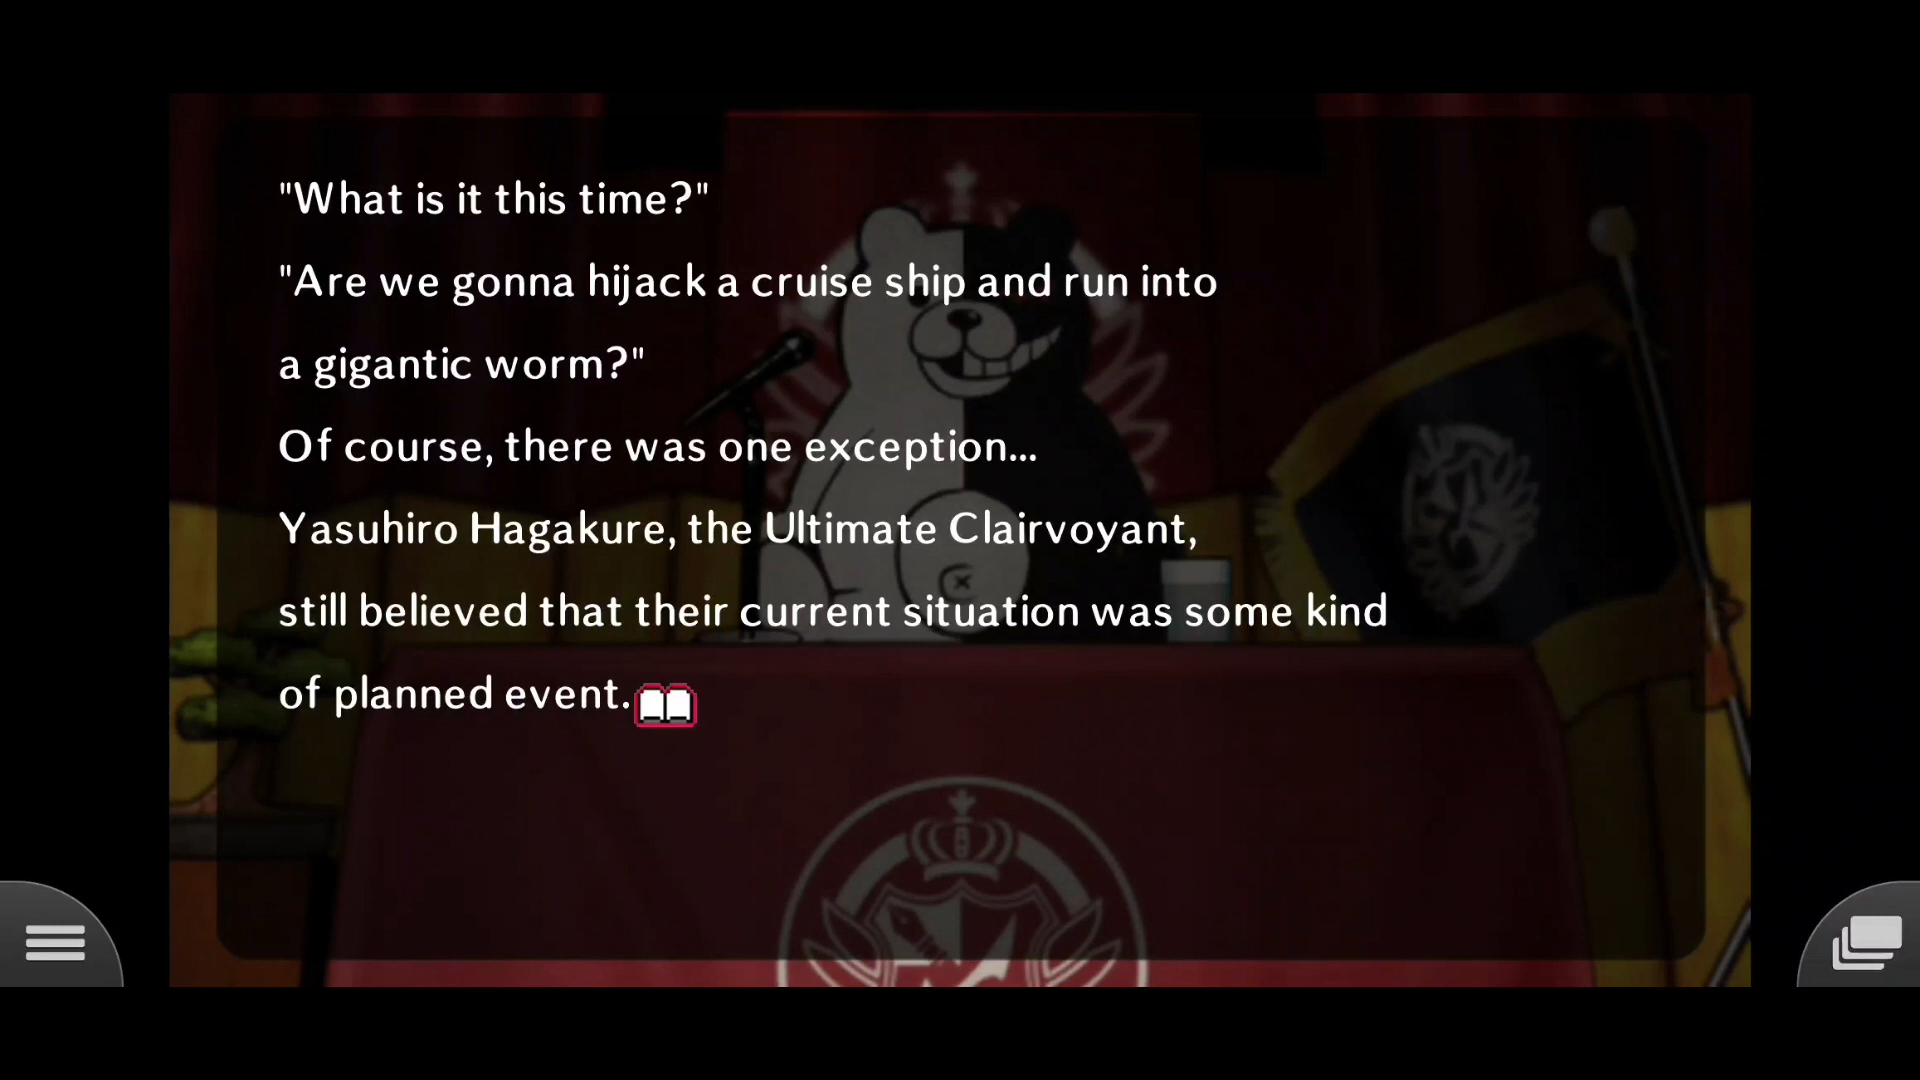 "What is it this time?"
"Are we gonna hijack a cruise ship and run into
a gigantic worm?"
Of course, there was one exception...
Yasuhiro Hagakure, the Ultimate Clairvoyant,
still believed that their current situation was some kind
of planned event.